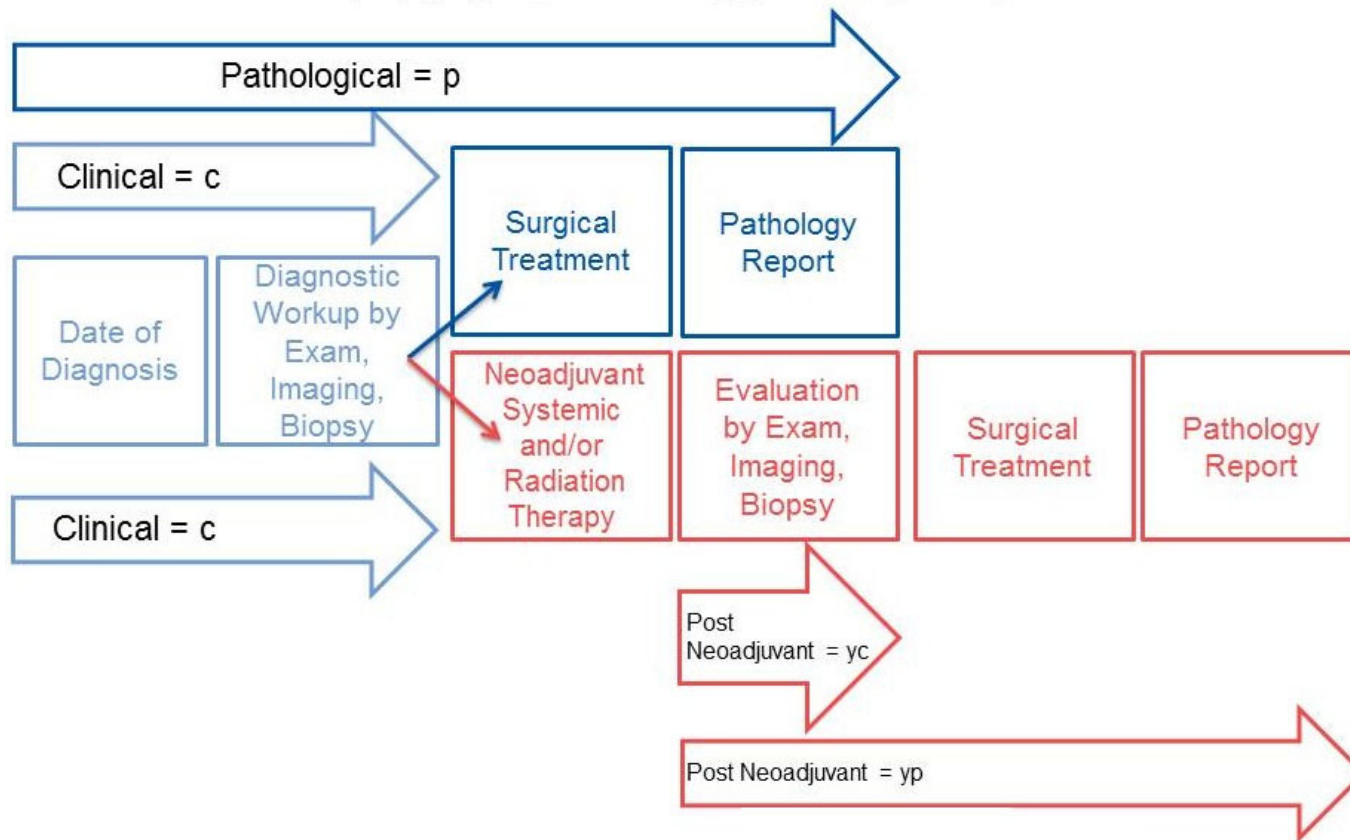 Pathological = p
Clinical = c
Surgical
Treatment
Pathology
Report
Date of
Diagnosis
Diagnostic
Workup by
Exam,
Imaging,
Biopsy
Neoadjuvant
Systemic
and/or
Radiation
Therapy
Evaluation
by Exam,
Imaging,
Biopsy
Surgical
Treatment
Pathology
Report
Clinical = c
Post
Neoadjuvant = yc
Post Neoadjuvant = yp